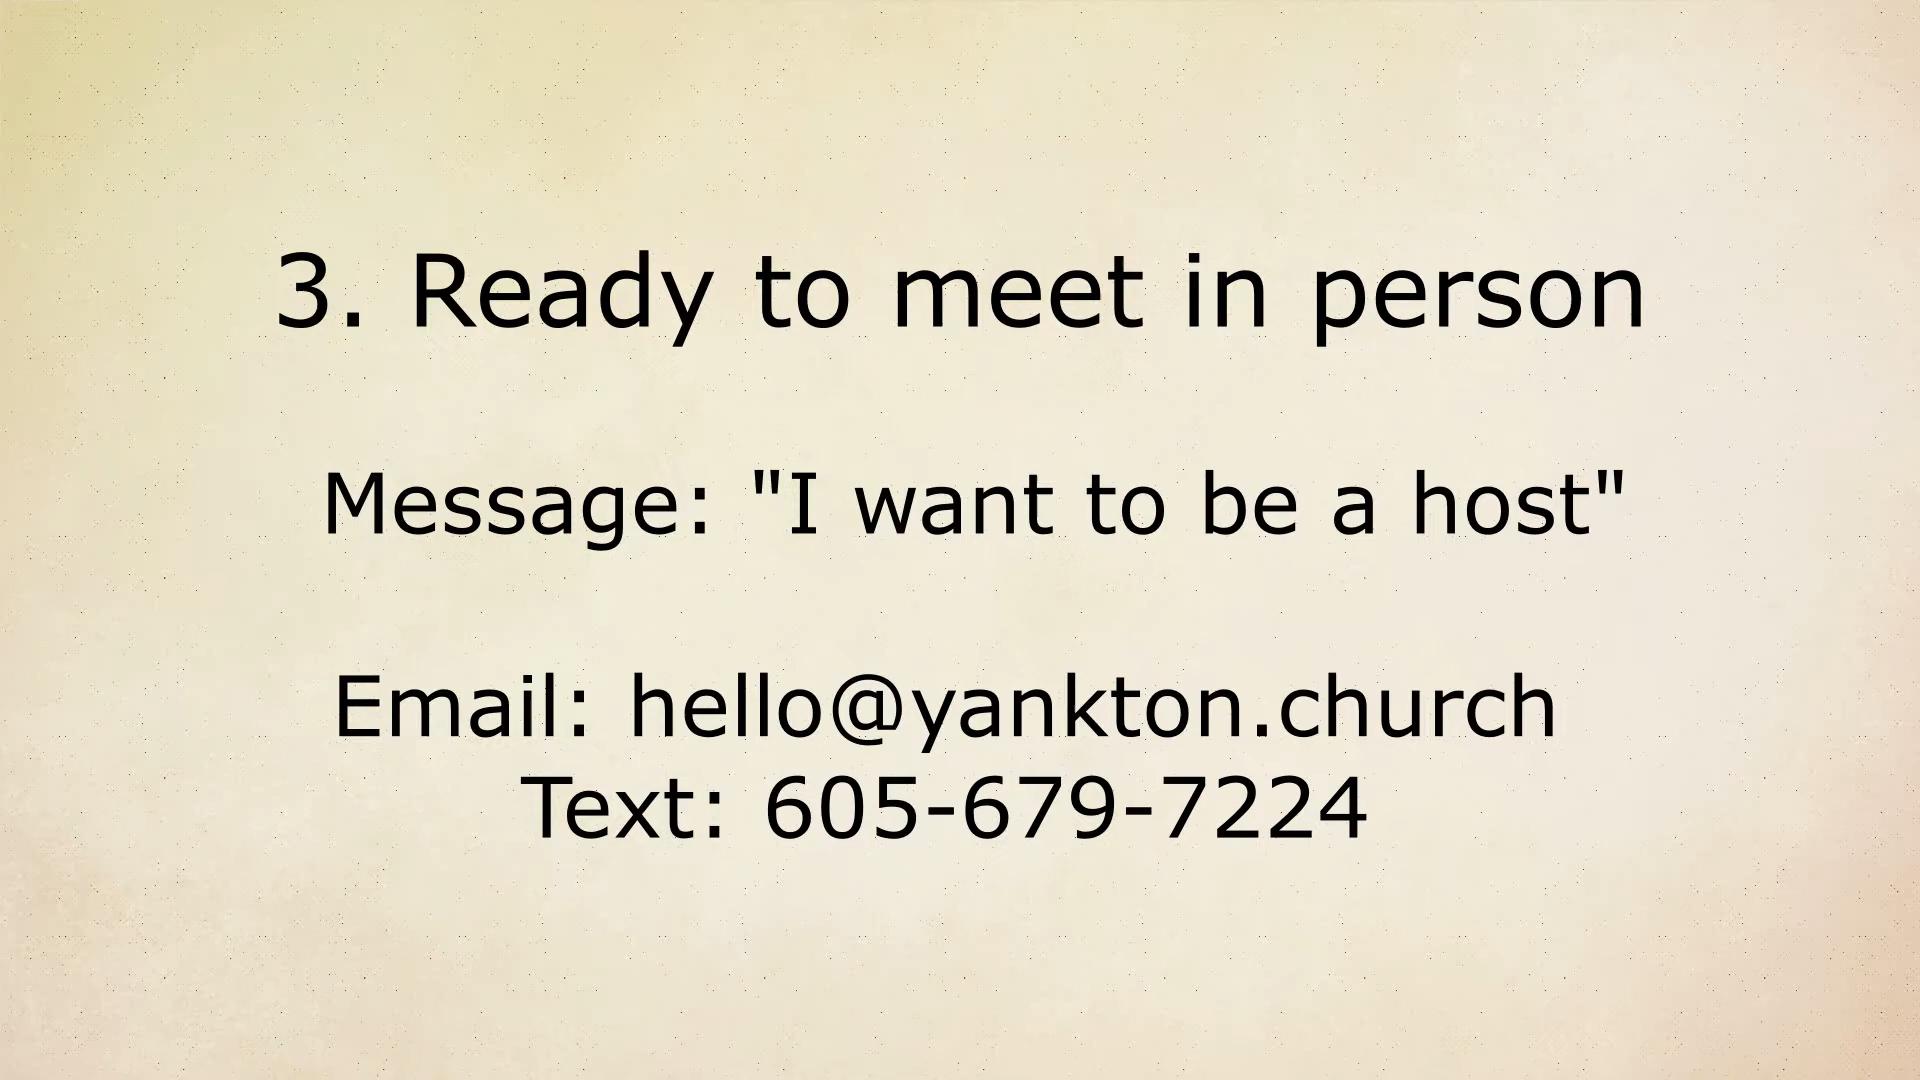 3. Ready to meet in person
Message: "I want to be a host"
Email: hello@yankton.church
Text: 605-679-7224